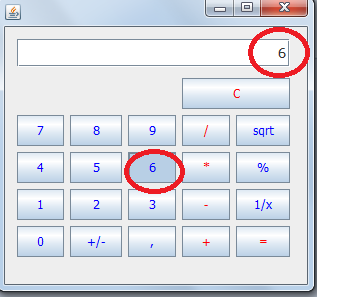 6
C
7 8 9 / sqrt
4 5 6 * %
1 2 3 - 1/x
0 +/- , + =